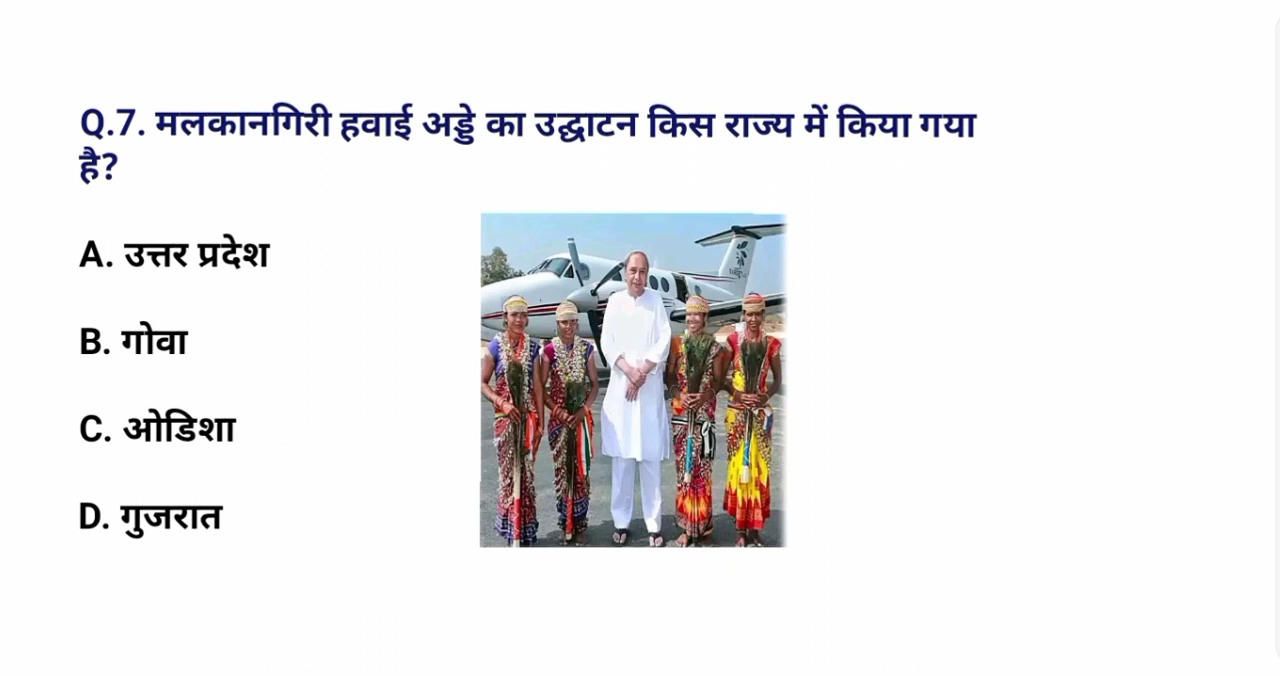 Q.7. मलकानगिरी हवाई अड्डे का उद्घाटन किस राज्य में किया गया
है?
A. उत्तर प्रदेश
B. गोवा
C. ओडिशा
D. गुजरात